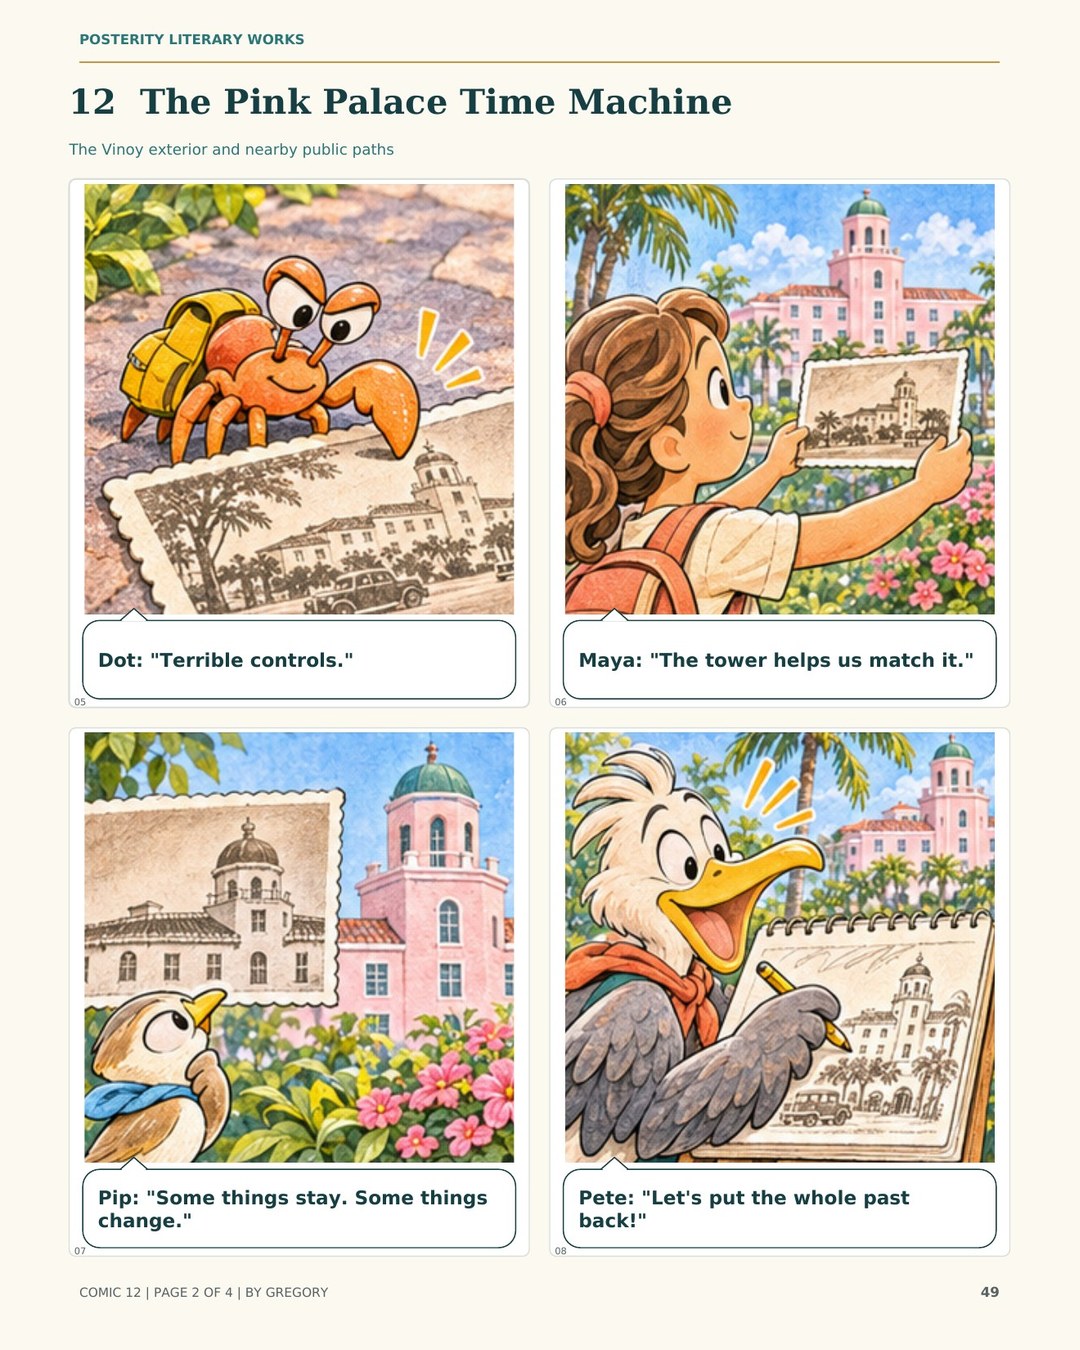 POSTERITY LITERARY WORKS
12 The Pink Palace Time Machine
The Vinoy exterior and nearby public paths
Dot: "Terrible controls."
05
Maya: "The tower helps us match it."
06
Pip: "Some things stay. Some things
change."
07
Pete: "Let's put the whole past
back!"
08
COMIC 12 | PAGE 2 OF 4 | BY GREGORY
49